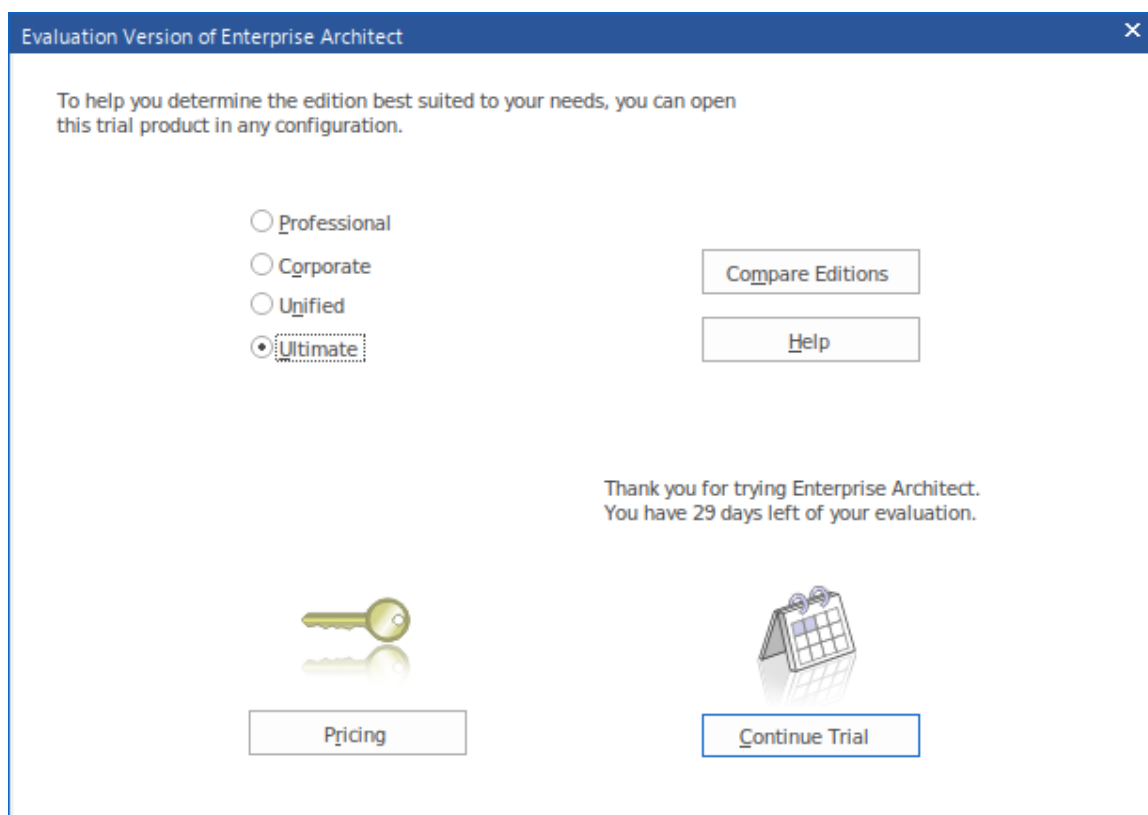 Evaluation Version of Enterprise Architect
To help you determine the edition best suited to your needs, you can open
this trial product in any configuration.
Professional
Corporate
Unified
Ultimate
Compare Editions
Help
Thank you for trying Enterprise Architect.
You have 29 days left of your evaluation.
Pricing
Continue Trial